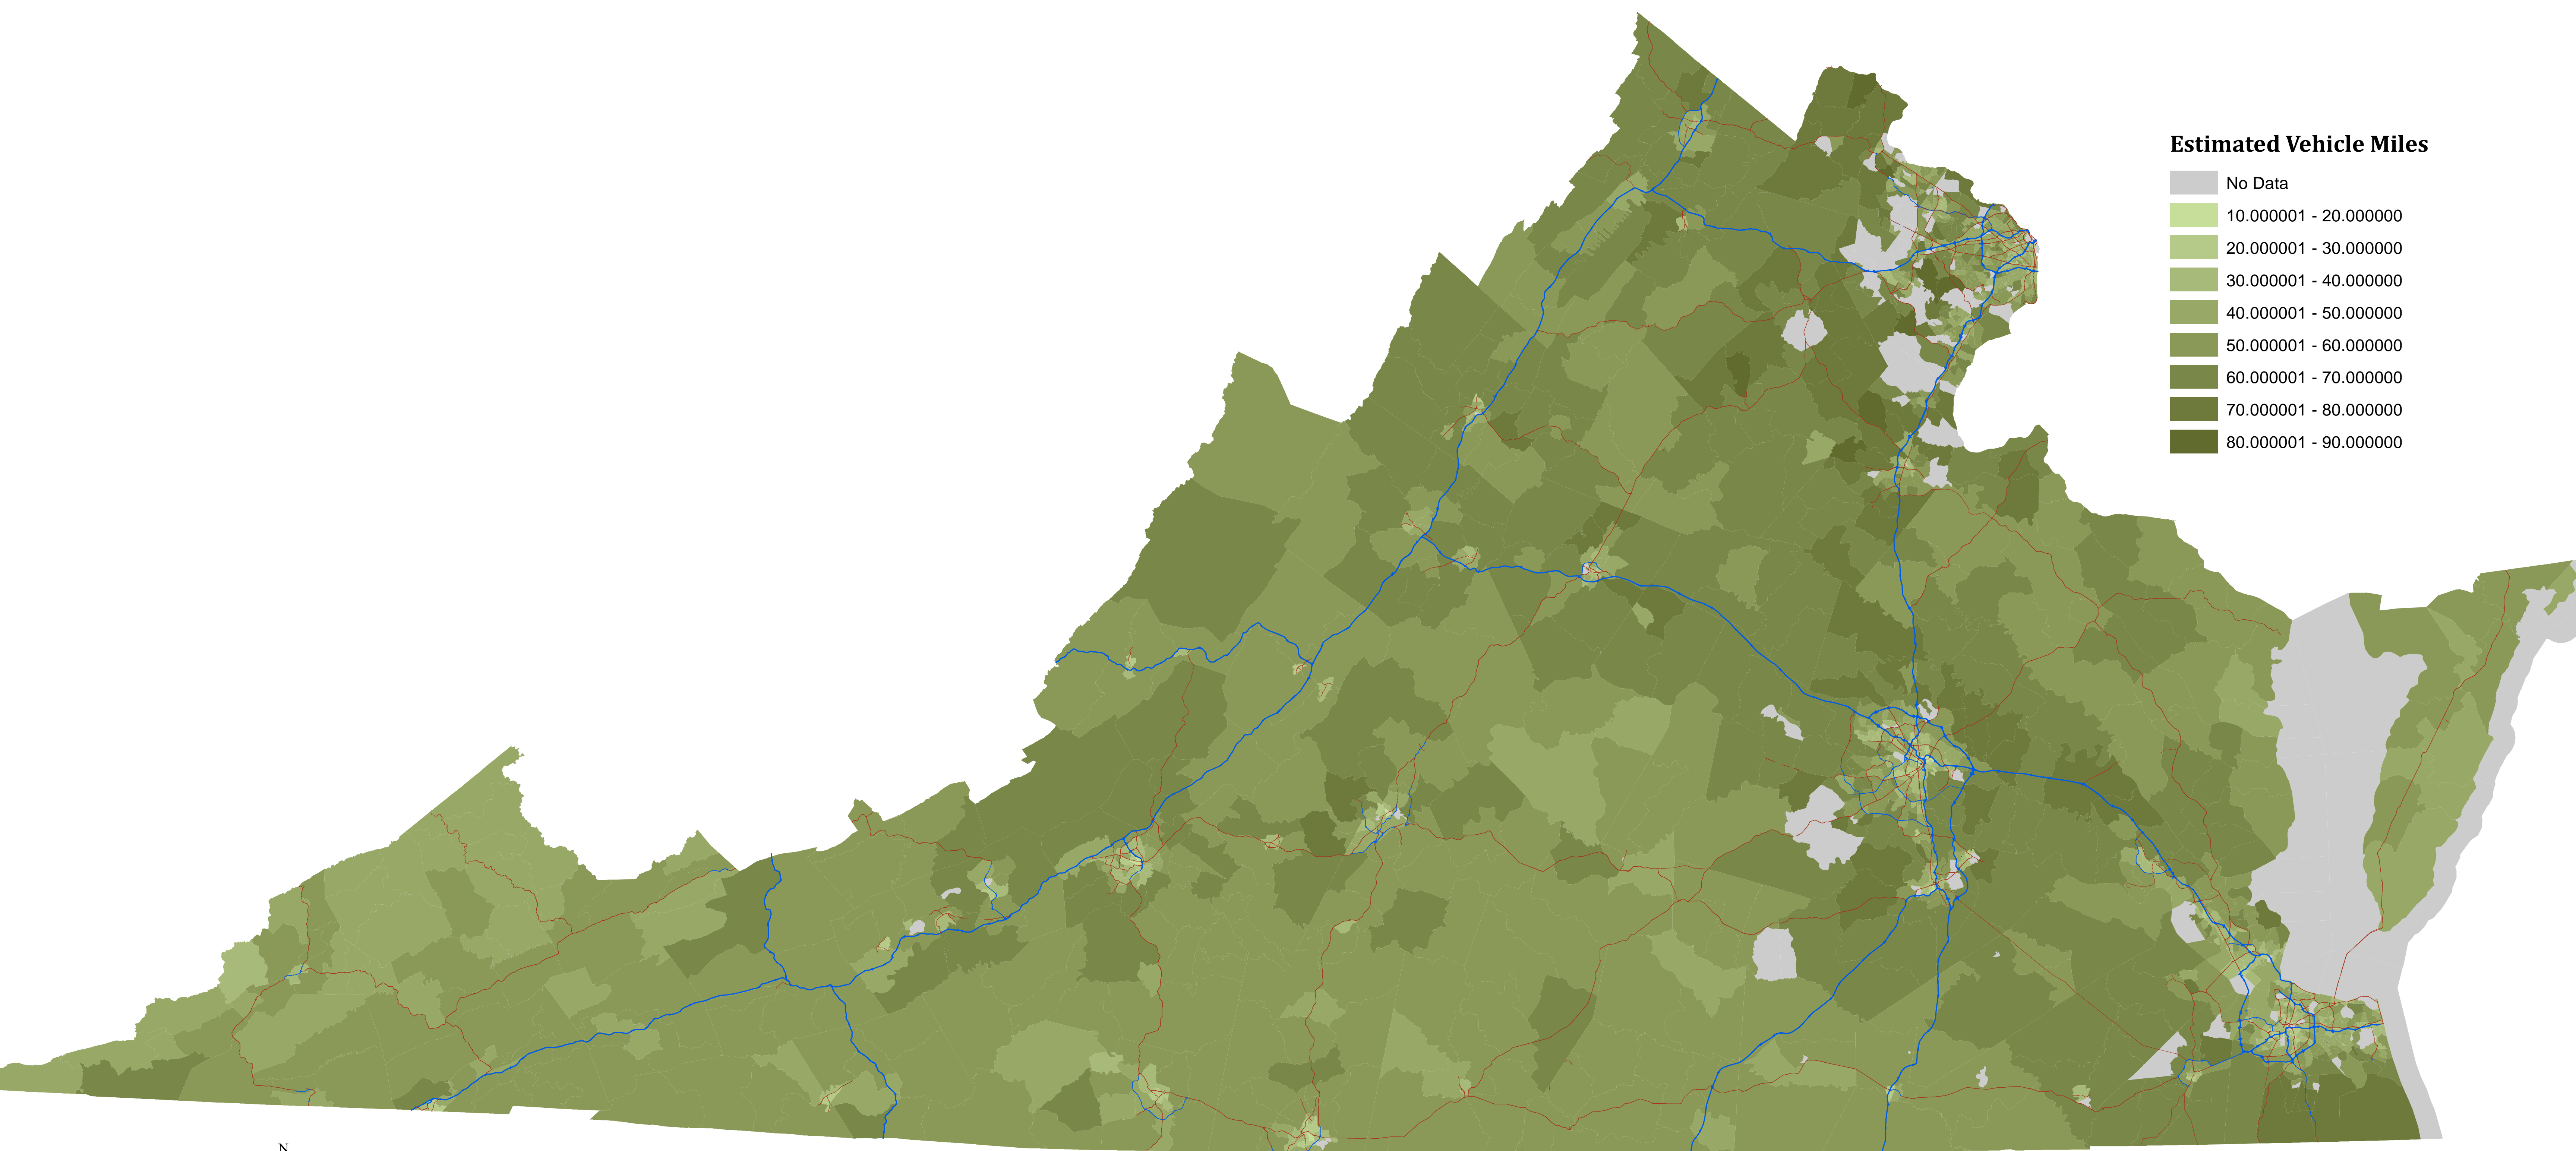 Estimated Vehicle Miles
No Data
10.000001 - 20.000000
20.000001 - 30.000000
30.000001 - 40.000000
40.000001 - 50.000000
50.000001 - 60.000000
60.000001 - 70.000000
70.000001 - 80.000000
80.000001 - 90.000000
N